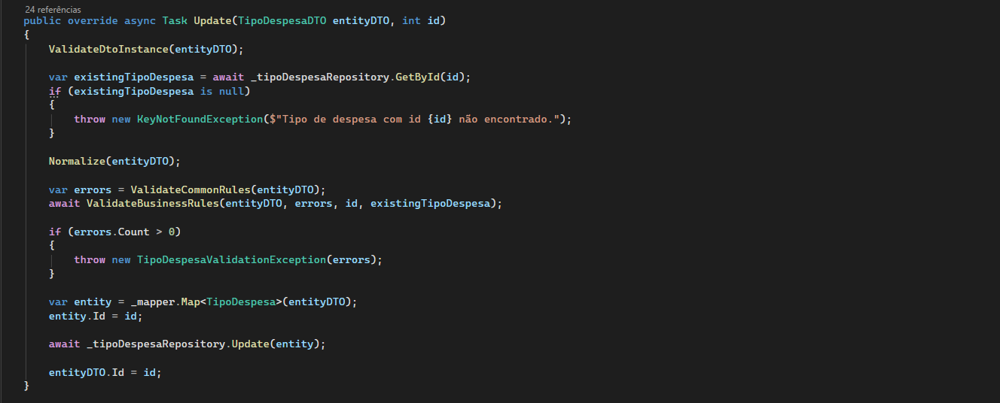 24 referências
public override async Task Update(TipoDespesaDTO entityDTO, int id)
{
ValidateDtoInstance(entityDTO);
var existingTipoDespesa = await _tipoDespesaRepository.GetById(id);
if (existingTipoDespesa is null)
{
throw new KeyNotFoundException($"Tipo de despesa com id {id} não encontrado.");
}
Normalize(entityDTO);
var errors = ValidateCommonRules(entityDTO);
await ValidateBusinessRules(entityDTO, errors, id, existingTipoDespesa);
if (errors.Count > 0)
{
throw new TipoDespesaValidationException(errors);
}
var entity = _mapper.Map<TipoDespesa>(entityDTO);
entity.Id = id;
await _tipoDespesaRepository.Update(entity);
entityDTO.Id = id;
}